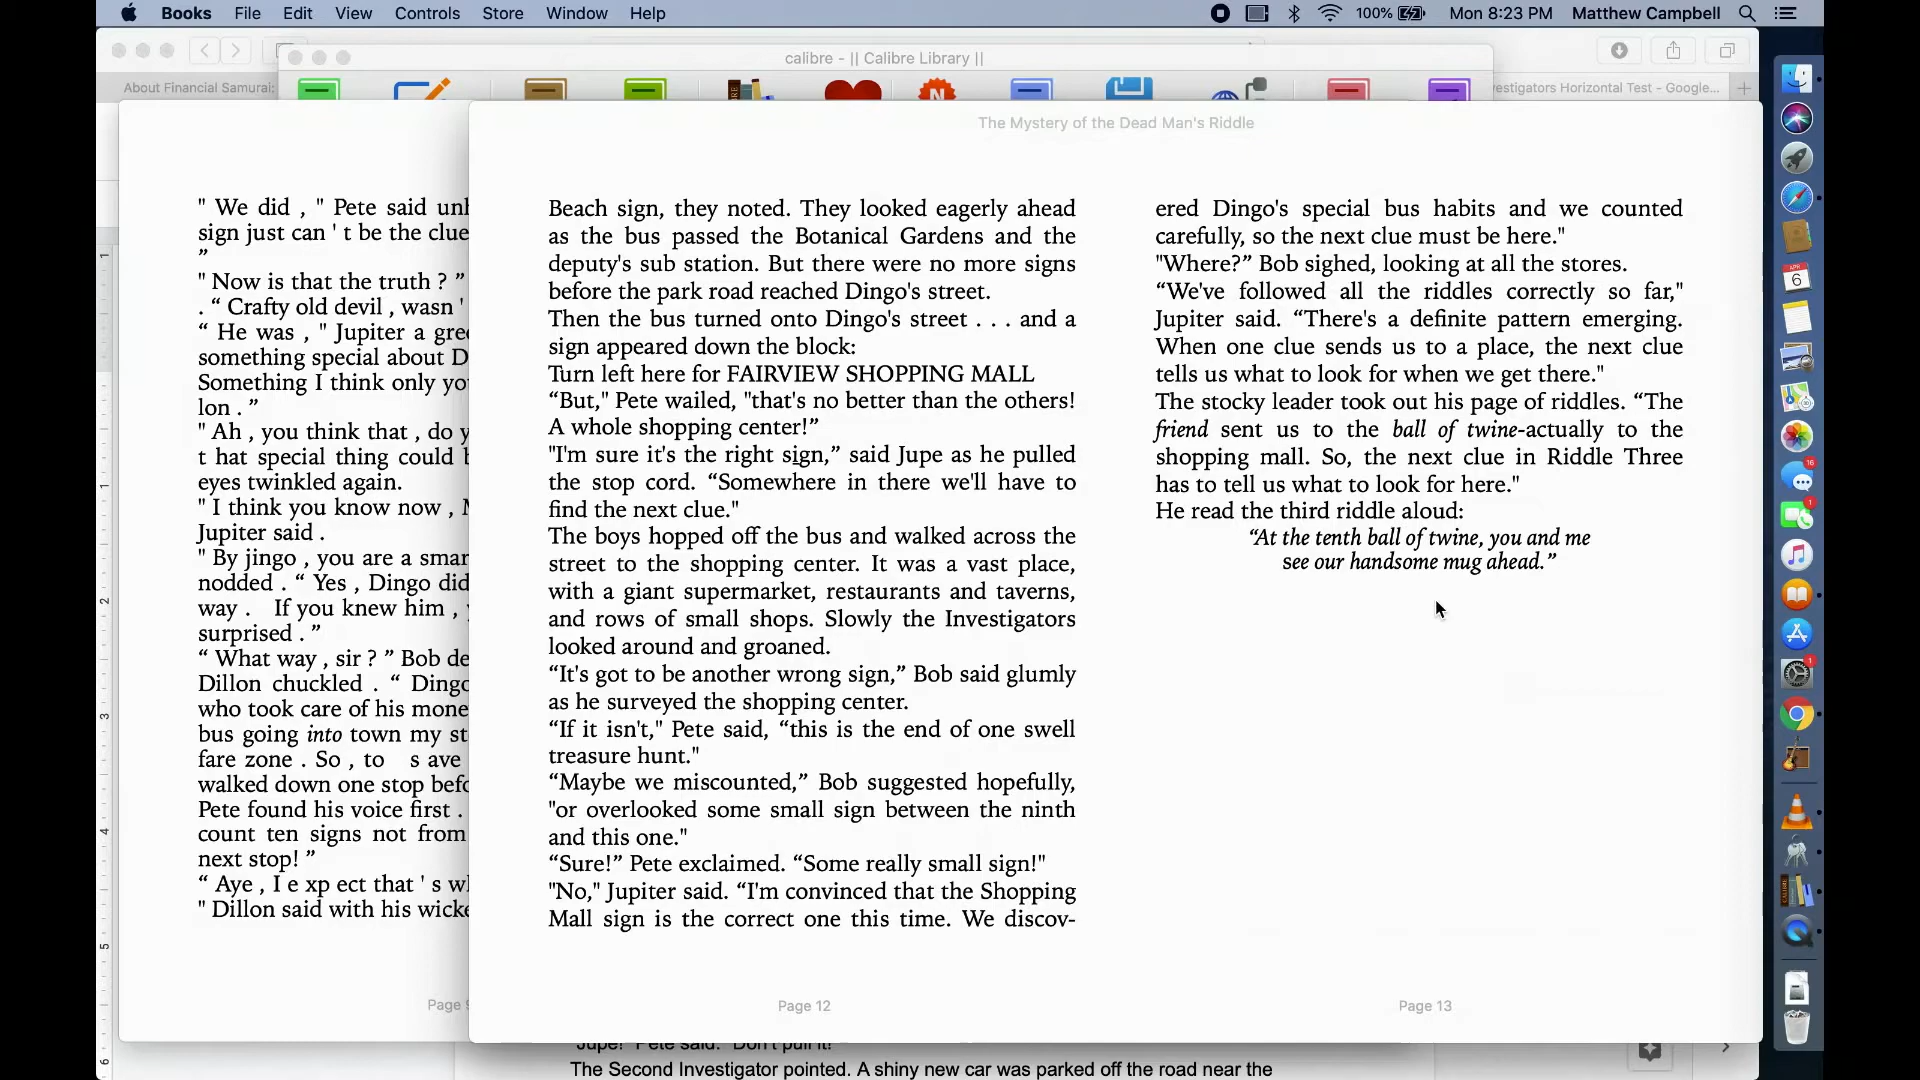 Books File Edit View Controls Store Window Help
100% Mon 8:23 PM Matthew Campbell
calibre - || Calibre Library ||
About Financial Samurai:
estigators Horizontal Test - Google...
The Mystery of the Dead Man's Riddle
" We did , " Pete said
sign just can ' t be the clue
”
" Now is that the truth ? ”
. “ Crafty old devil , wasn '
“ He was , " Jupiter a
something special about
Something I think only
lon . ”
" Ah , you think that , do
t hat special thing could
eyes twinkled again.
" I think you know now ,
Jupiter said .
" By jingo , you are a
nodded . “ Yes , Dingo did
way . If you knew him ,
surprised . ”
“ What way , sir ? ” Bob
Dillon chuckled . “
who took care of his
bus going into town my
fare zone . So , to s ave
walked down one stop
Pete found his voice first .
count ten signs not from
next stop! ”
“ Aye , I e xp ect that ' s
" Dillon said with his
Page
Beach sign, they noted. They looked eagerly ahead
as the bus passed the Botanical Gardens and the
deputy's sub station. But there were no more signs
before the park road reached Dingo's street.
Then the bus turned onto Dingo's street . . . and a
sign appeared down the block:
Turn left here for FAIRVIEW SHOPPING MALL
“But," Pete wailed, "that's no better than the others!
A whole shopping center!”
"I'm sure it's the right sign,” said Jupe as he pulled
the stop cord. “Somewhere in there we'll have to
find the next clue."
The boys hopped off the bus and walked across the
street to the shopping center. It was a vast place,
with a giant supermarket, restaurants and taverns,
and rows of small shops. Slowly the Investigators
looked around and groaned.
“It's got to be another wrong sign,” Bob said glumly
as he surveyed the shopping center.
“If it isn't," Pete said, “this is the end of one swell
treasure hunt."
“Maybe we miscounted,” Bob suggested hopefully,
"or overlooked some small sign between the ninth
and this one."
“Sure!” Pete exclaimed. “Some really small sign!"
"No," Jupiter said. “I'm convinced that the Shopping
Mall sign is the correct one this time. We discov-
Page 12
ered Dingo's special bus habits and we counted
carefully, so the next clue must be here."
"Where?” Bob sighed, looking at all the stores.
“We've followed all the riddles correctly so far,"
Jupiter said. “There's a definite pattern emerging.
When one clue sends us to a place, the next clue
tells us what to look for when we get there."
The stocky leader took out his page of riddles. “The
friend sent us to the ball of twine-actually to the
shopping mall. So, the next clue in Riddle Three
has to tell us what to look for here."
He read the third riddle aloud:
“At the tenth ball of twine, you and me
see our handsome mug ahead.”
Page 13
"Jupe!" Pete said. "Don't pull it!"
The Second Investigator pointed. A shiny new car was parked off the road near the